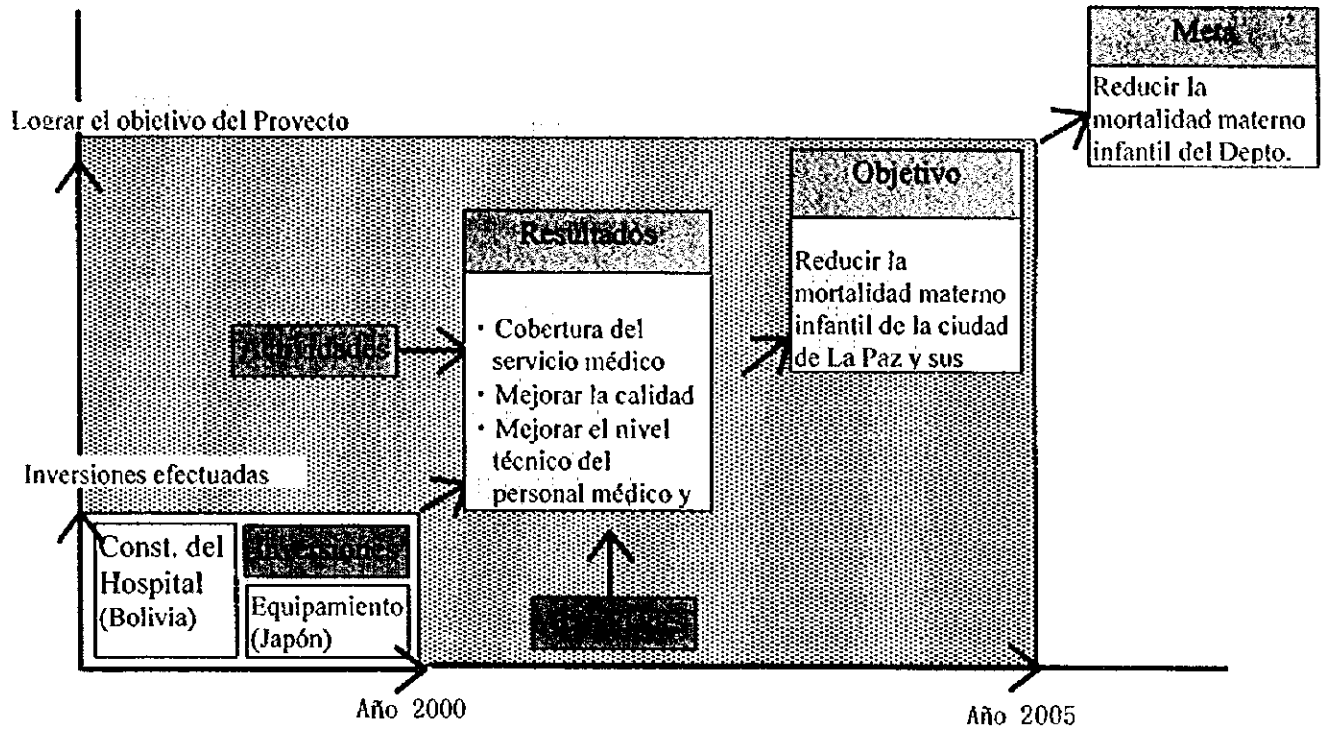 Meta
Reducir la
mortalidad materno
infantil del Depto.
Lograr el objetivo del Proyecto
Objetivo
Reducir la
mortalidad materno
infantil de la ciudad
de La Paz y sus
Resultados
· Cobertura del
servicio médico
· Mejorar la calidad
· Mejorar el nivel
técnico del
personal médico y
Actividades
Inversiones efectuadas
Const. del
Hospital
(Bolivia)
Inversiones
Equipamiento
(Japón)
Año 2000
Año 2005